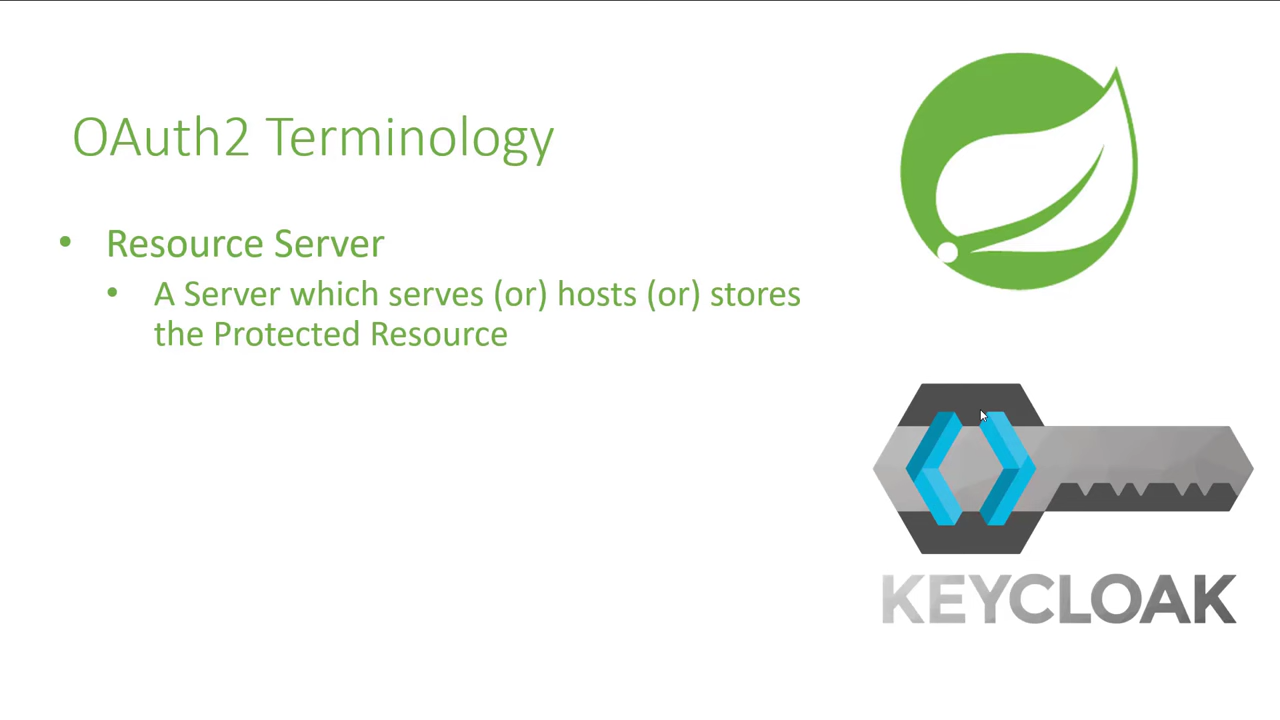 OAuth2 Terminology
• Resource Server
• A Server which serves (or) hosts (or) stores
the Protected Resource
KEYCLOAK